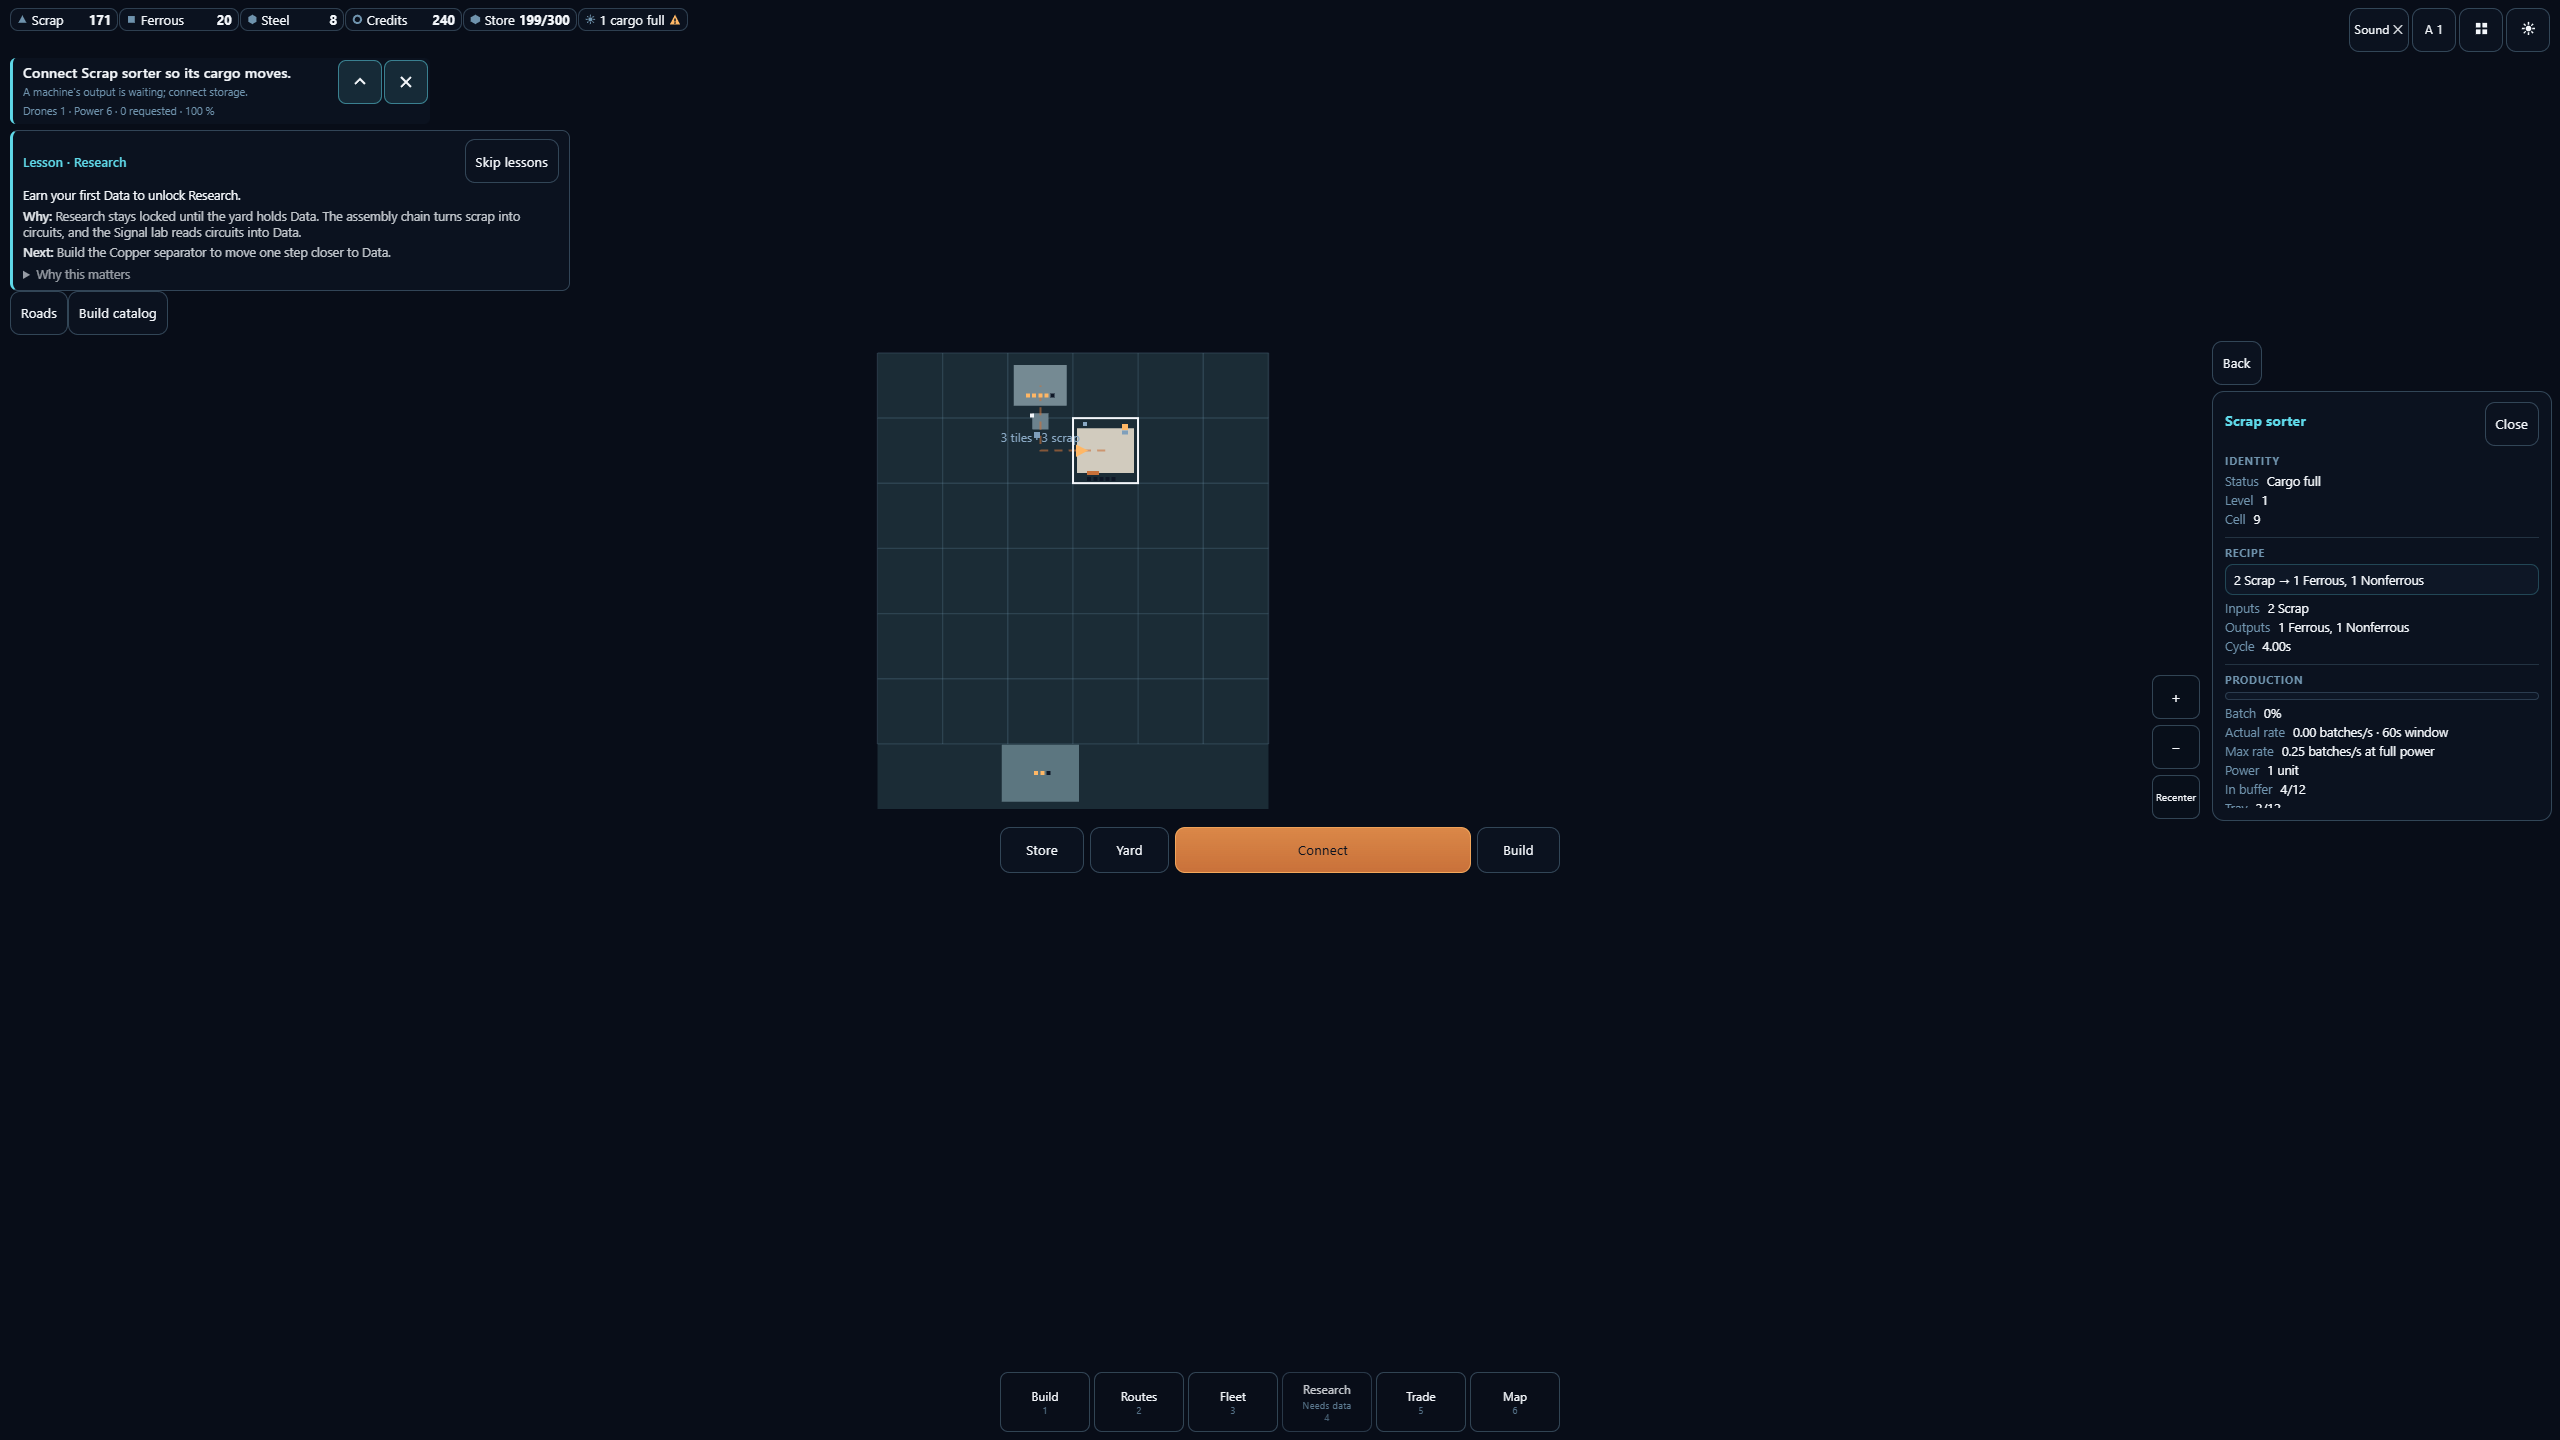 Scrap 171 Ferrous 20 Steel 8 Credits 240 Store 199/300 1 cargo full
Sound A 1
Connect Scrap sorter so its cargo moves.
A machine's output is waiting; connect storage.
Drones 1 · Power 6 · 0 requested · 100 %
Lesson · Research
Skip lessons
Earn your first Data to unlock Research.
Why: Research stays locked until the yard holds Data. The assembly chain turns scrap into
circuits, and the Signal lab reads circuits into Data.
Next: Build the Copper separator to move one step closer to Data.
Why this matters
Roads Build catalog
3 tiles · 3 scrap
Back
Scrap sorter
Close
IDENTITY
Status Cargo full
Level 1
Cell 9
RECIPE
2 Scrap → 1 Ferrous, 1 Nonferrous
Inputs 2 Scrap
Outputs 1 Ferrous, 1 Nonferrous
Cycle 4.00s
PRODUCTION
Batch 0%
Actual rate 0.00 batches/s · 60s window
Max rate 0.25 batches/s at full power
Power 1 unit
In buffer 4/12
+
−
Recenter
Store Yard Connect Build
Build 1
Routes 2
Fleet 3
Research Needs data 4
Trade 5
Map 6